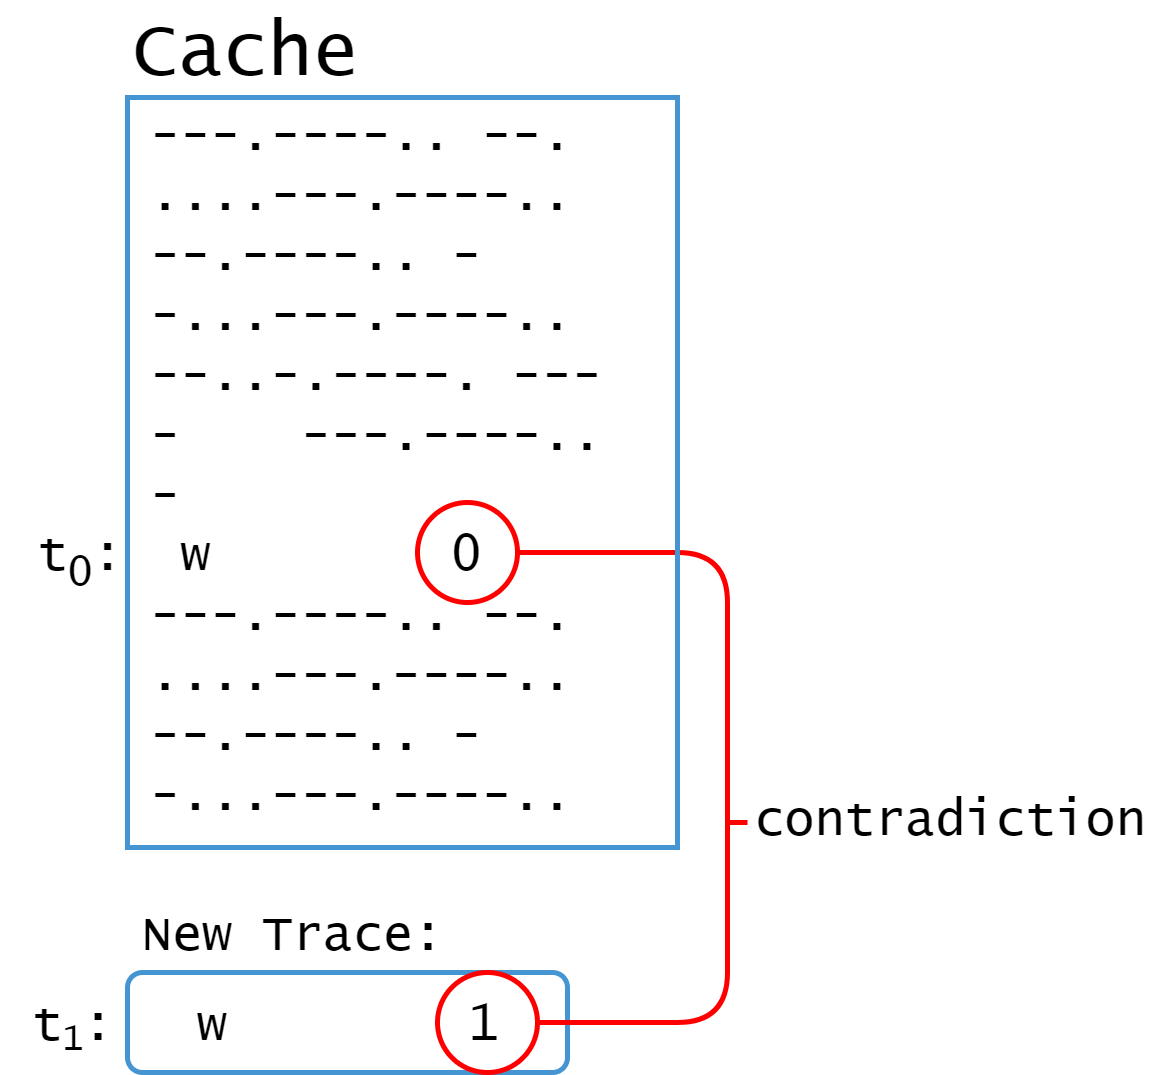 Cache
---.----.. --.
....---.----..
--.----.. -
-...---.----..
--..-.----. ---
-    ---.----..
-
t₀: w 0
---.----.. --.
....---.----..
--.----.. -
-...---.----..
contradiction
New Trace:
t₁: w 1